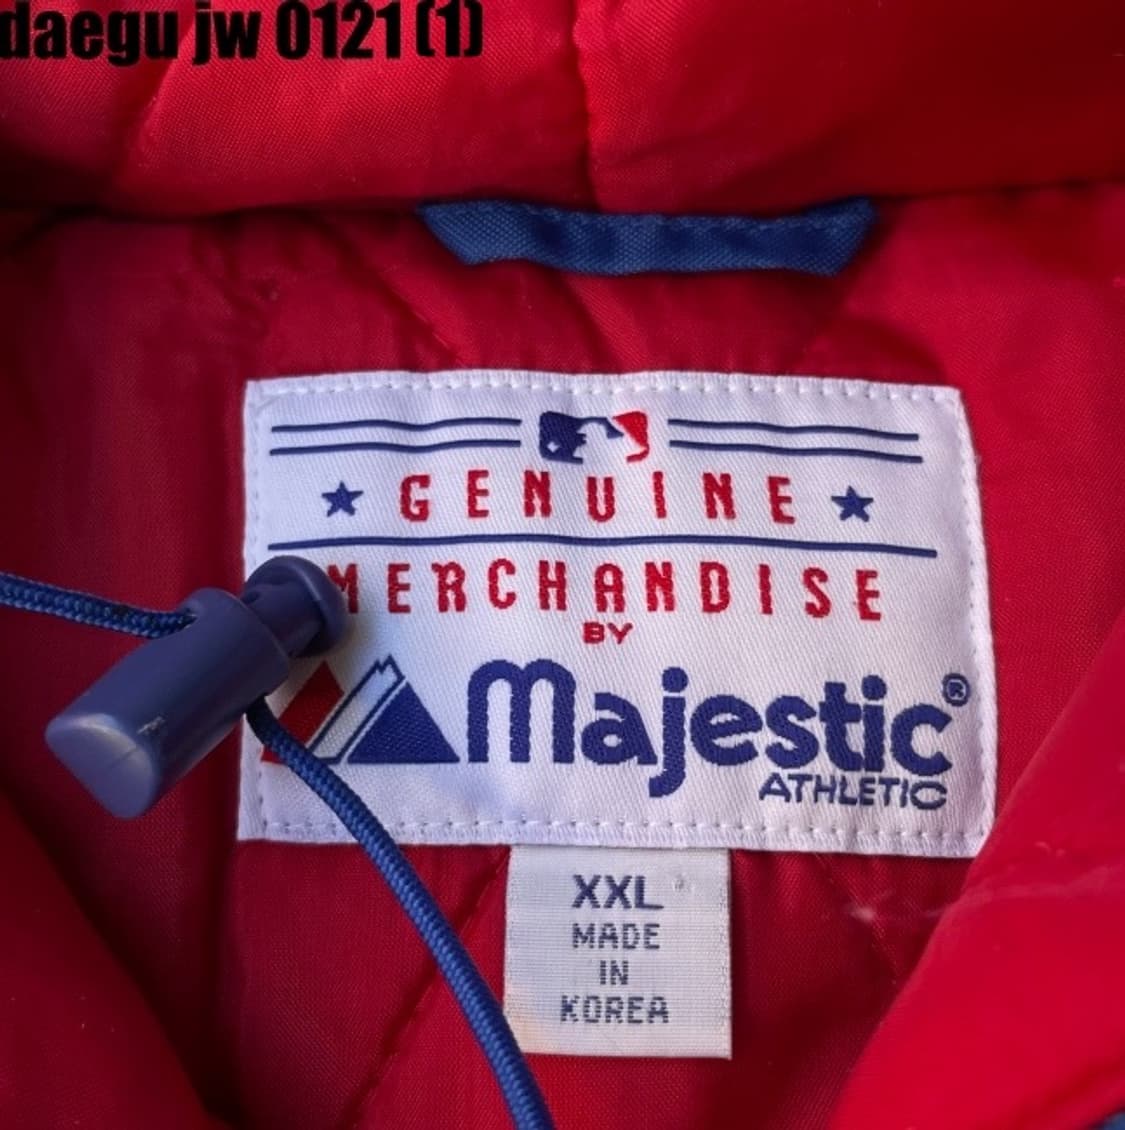 daegu jw 0121 (1)
GENUINE
MERCHANDISE
BY
Majestic®
ATHLETIC
XXL
MADE
IN
KOREA